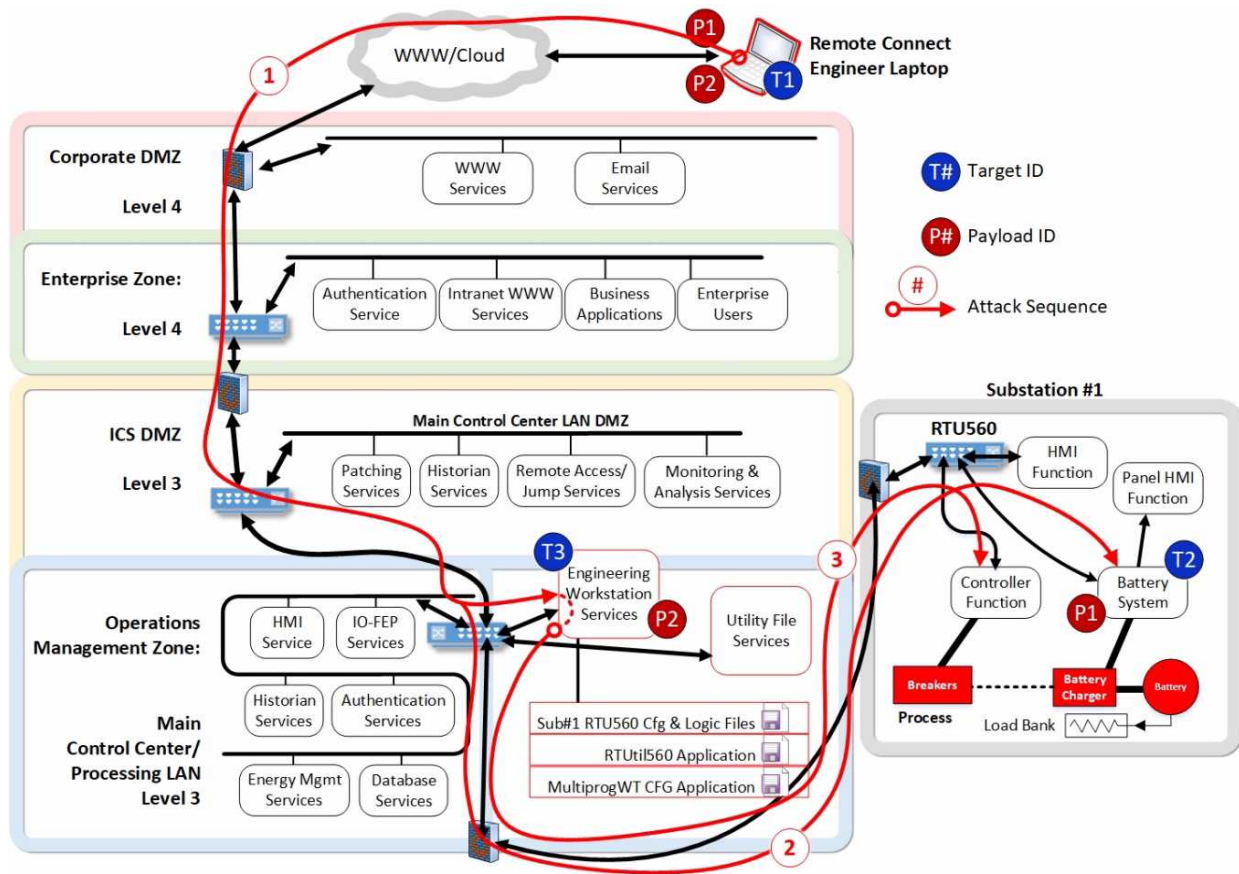 P1
WWW/Cloud
Remote Connect
Engineer Laptop
1
P2
T1
Corporate DMZ
Level 4
WWW
Services
Email
Services
T# Target ID
P# Payload ID
# Attack Sequence
Enterprise Zone:
Level 4
Authentication
Service
Intranet WWW
Services
Business
Applications
Enterprise
Users
ICS DMZ
Level 3
Main Control Center LAN DMZ
Patching
Services
Historian
Services
Remote Access/
Jump Services
Monitoring &
Analysis Services
Substation #1
RTU560
HMI
Function
Panel HMI
Function
Controller
Function
T2
Battery
System
P1
Breakers
Process
Battery
Charger
Battery
Load Bank
3
T3
Engineering
Workstation
Services
P2
Utility File
Services
Operations
Management Zone:
HMI
Service
IO-FEP
Services
Historian
Services
Authentication
Services
Main
Control Center/
Processing LAN
Level 3
Energy Mgmt
Services
Database
Services
Sub#1 RTU560 Cfg & Logic Files
RTUtil560 Application
MultiprogWT CFG Application
2